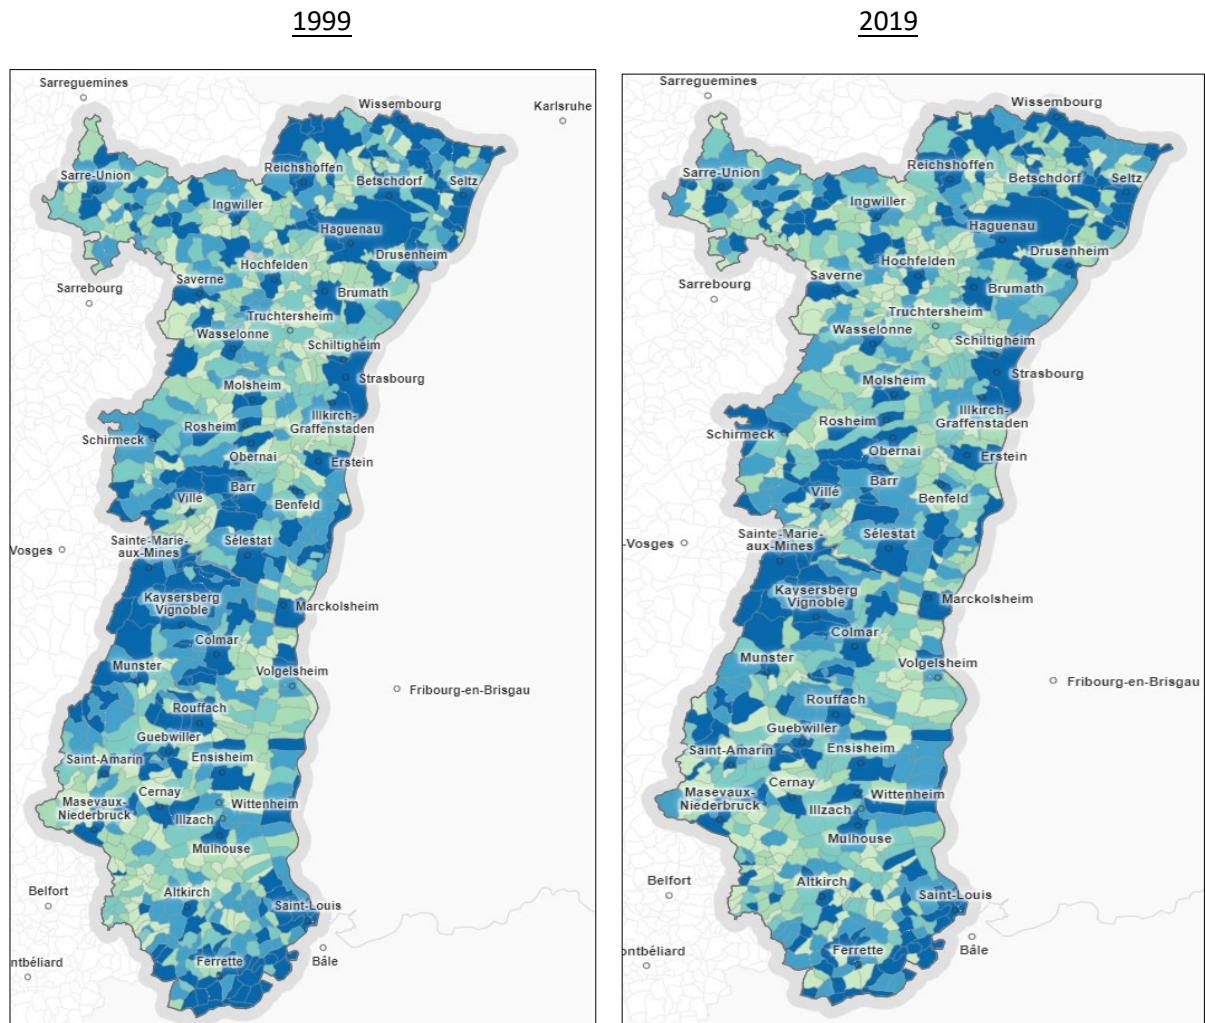 1999
2019
Sarreguemines
Wissembourg
Karlsruhe
Reichshoffen
Sarre-Union
Betschdorf
Seltz
Ingwiller
Haguenau
Drusenheim
Hochfelden
Saverne
Sarrebourg
Brumath
Truchtersheim
Wasselonne
Schiltigheim
Strasbourg
Molsheim
Illkirch-
Graffenstaden
Rosheim
Schirmeck
Obernai
Erstein
Barr
Villé
Benfeld
Sainte-Marie-
aux-Mines
Sélestat
Vosges
Kaysersberg
Vignoble
Marckolsheim
Colmar
Munster
Volgelsheim
Fribourg-en-Brisgau
Rouffach
Guebwiller
Saint-Amarin
Ensisheim
Cernay
Masevaux-
Niederbruck
Wittenheim
Illzach
Mulhouse
Belfort
Altkirch
Saint-Louis
Ferrette
Bâle
ntbéliard
Sarreguemines
Wissembourg
Reichshoffen
Sarre-Union
Betschdorf
Seltz
Ingwiller
Haguenau
Drusenheim
Hochfelden
Saverne
Sarrebourg
Brumath
Truchtersheim
Wasselonne
Schiltigheim
Strasbourg
Molsheim
Illkirch-
Graffenstaden
Rosheim
Schirmeck
Obernai
Erstein
Barr
Villé
Benfeld
Sainte-Marie-
aux-Mines
Sélestat
-Vosges
Kaysersberg
Vignoble
Marckolsheim
Colmar
Munster
Volgelsheim
Fribourg-en-Brisgau
Rouffach
Guebwiller
Saint-Amarin
Ensisheim
Cernay
Masevaux-
Niederbruck
Wittenheim
Illzach
Mulhouse
Belfort
Altkirch
Saint-Louis
Ferrette
Bâle
ontbéliard